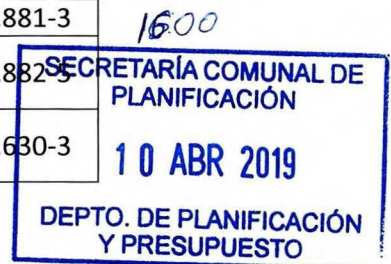 881-3
1600
882-5
SECRETARÍA COMUNAL DE
PLANIFICACIÓN
630-3
10 ABR 2019
DEPTO. DE PLANIFICACIÓN
Y PRESUPUESTO